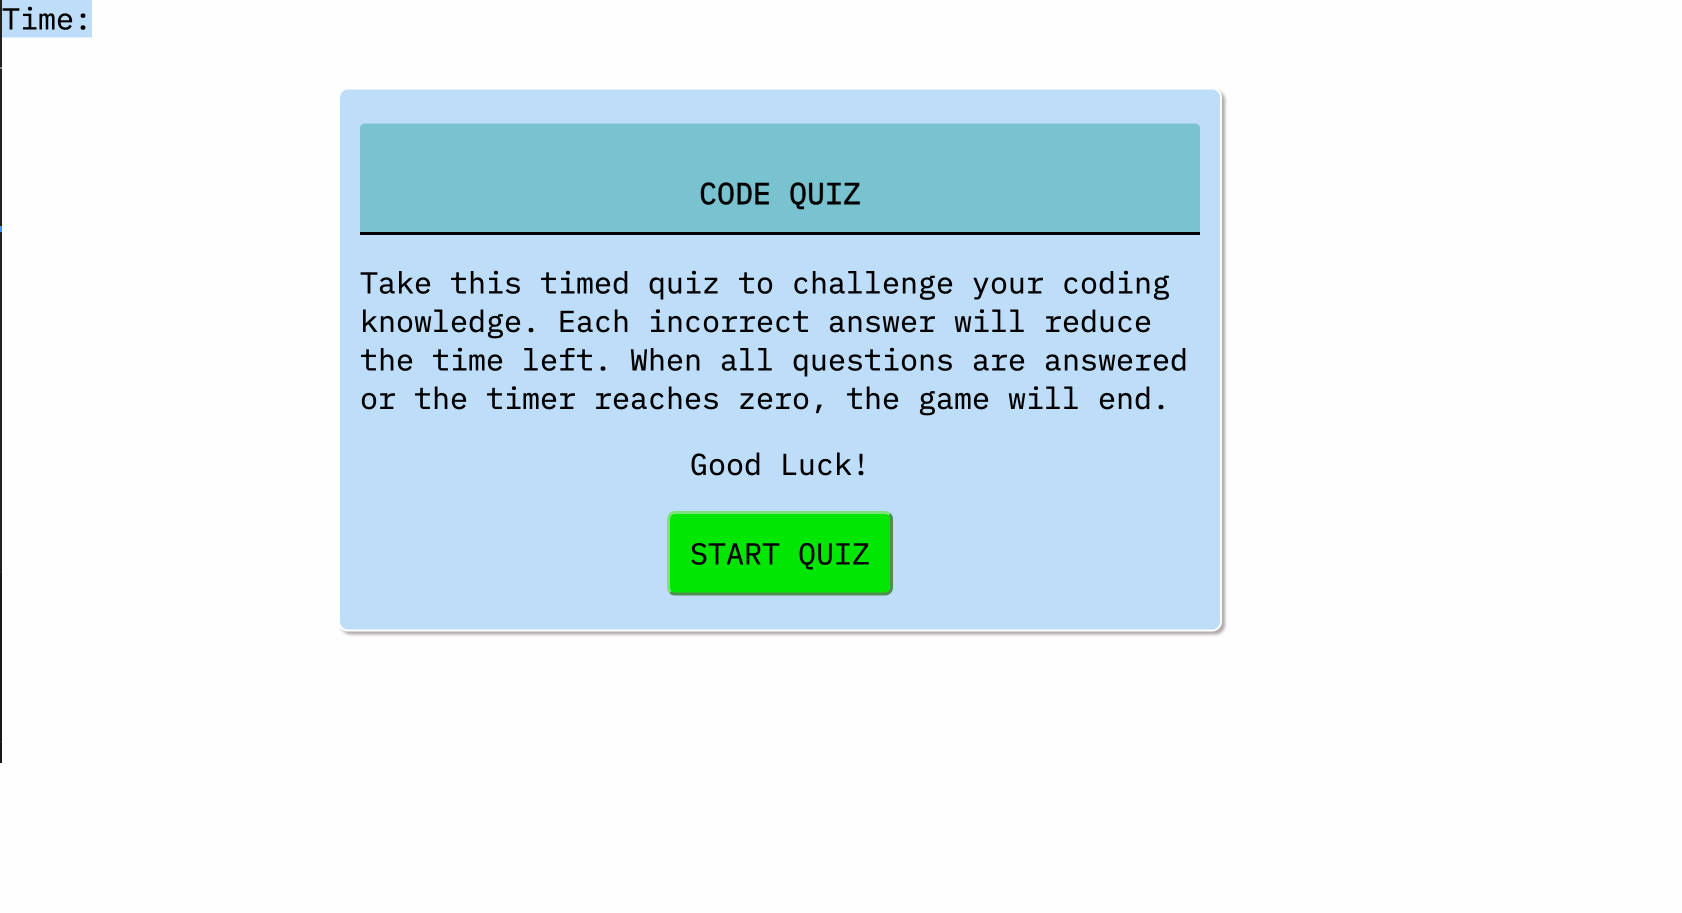 Time:
CODE QUIZ
Take this timed quiz to challenge your coding
knowledge. Each incorrect answer will reduce
the time left. When all questions are answered
or the timer reaches zero, the game will end.
Good Luck!
START QUIZ